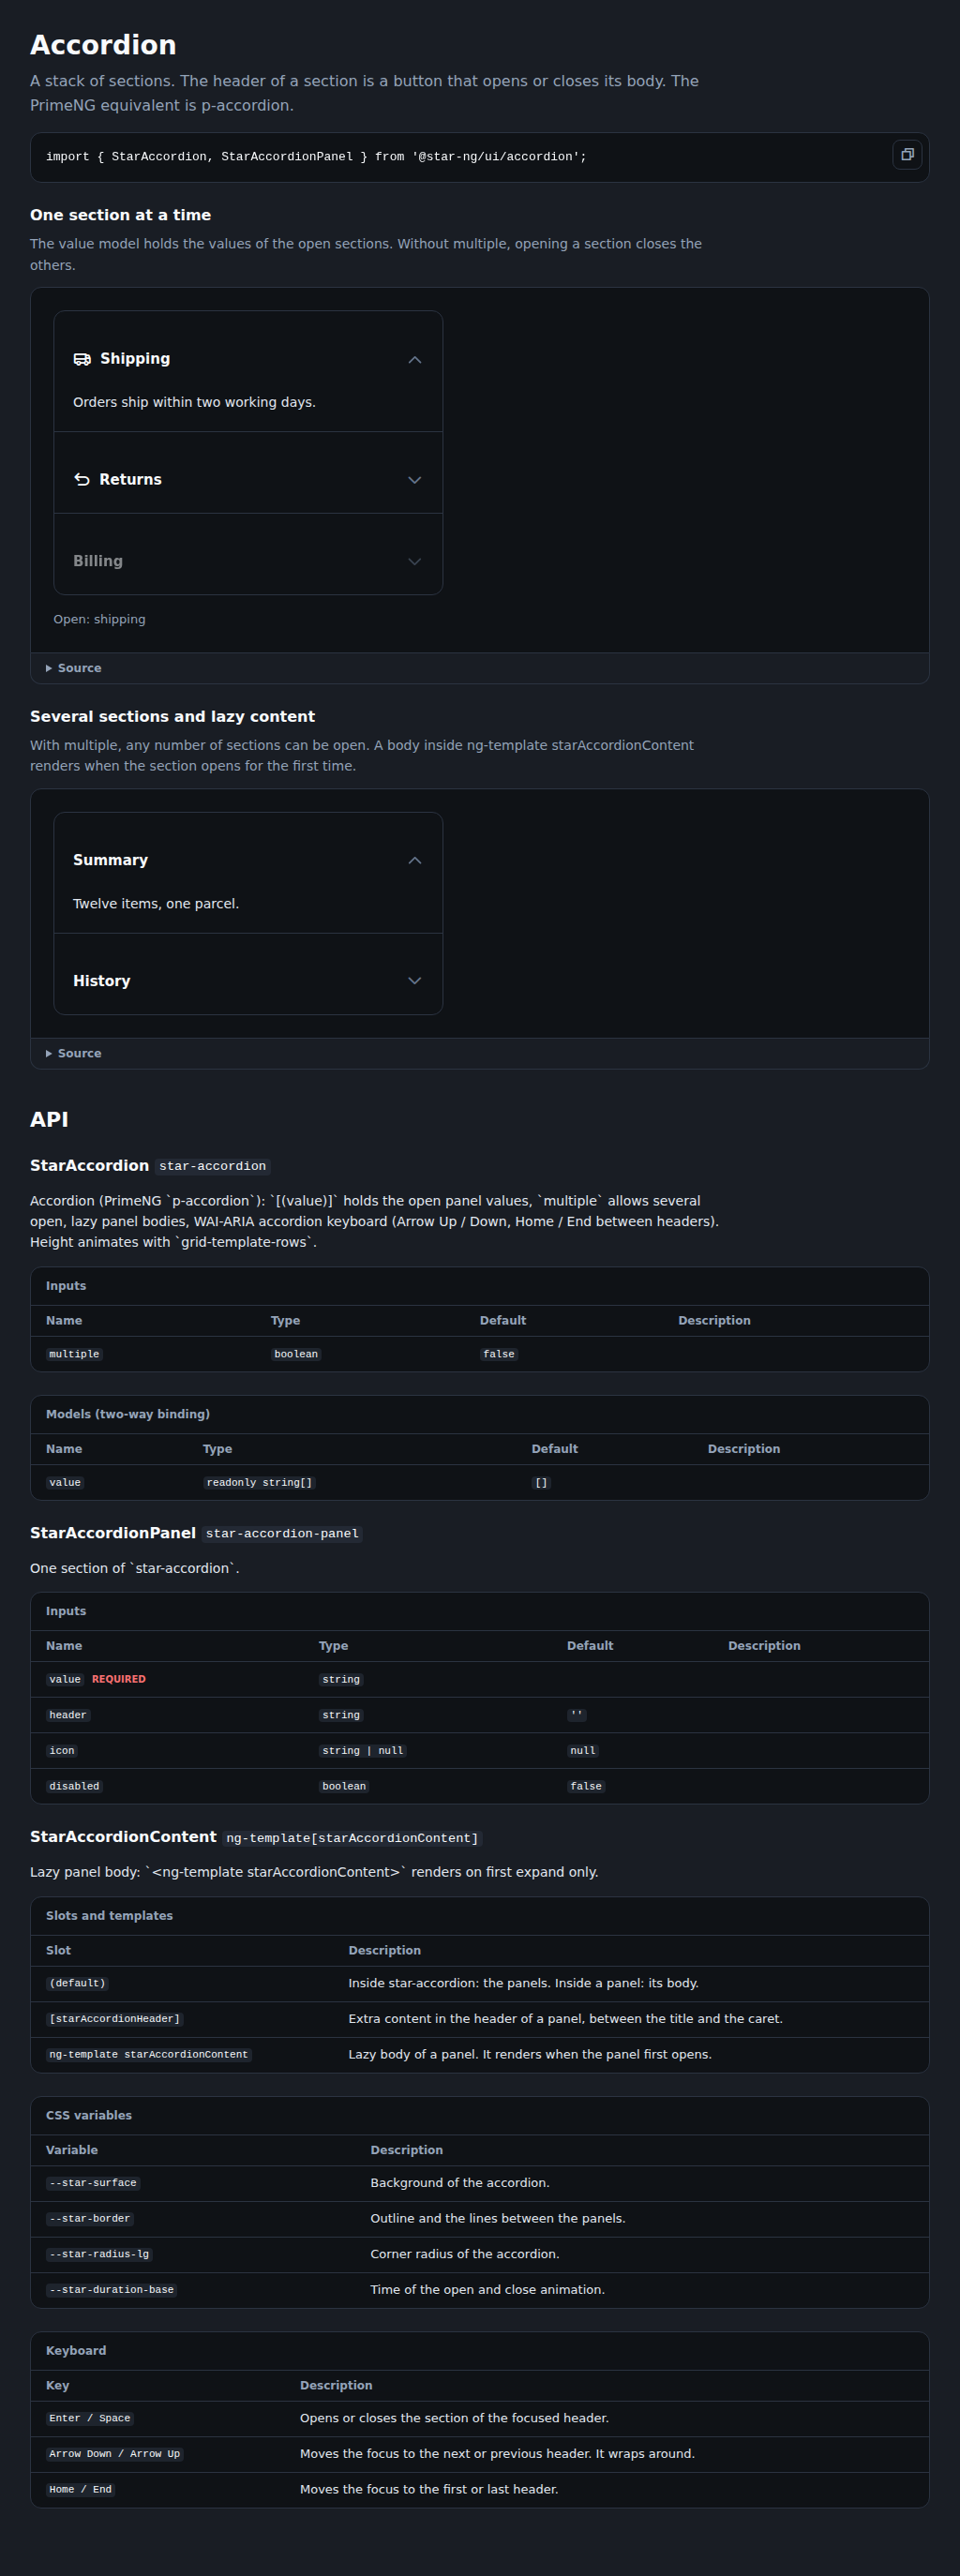 Accordion
A stack of sections. The header of a section is a button that opens or closes its body. The
PrimeNG equivalent is p-accordion.
import { StarAccordion, StarAccordionPanel } from '@star-ng/ui/accordion';
One section at a time
The value model holds the values of the open sections. Without multiple, opening a section closes the
others.
Shipping
Orders ship within two working days.
Returns
Billing
Open: shipping
Source
Several sections and lazy content
With multiple, any number of sections can be open. A body inside ng-template starAccordionContent
renders when the section opens for the first time.
Summary
Twelve items, one parcel.
History
Source
API
StarAccordion star-accordion
Accordion (PrimeNG `p-accordion`): `[(value)]` holds the open panel values, `multiple` allows several
open, lazy panel bodies, WAI-ARIA accordion keyboard (Arrow Up / Down, Home / End between headers).
Height animates with `grid-template-rows`.
Inputs
Name Type Default Description
multiple boolean false
Models (two-way binding)
Name Type Default Description
value readonly string[] []
StarAccordionPanel star-accordion-panel
One section of `star-accordion`.
Inputs
Name Type Default Description
value REQUIRED string
header string ''
icon string | null null
disabled boolean false
StarAccordionContent ng-template[starAccordionContent]
Lazy panel body: `<ng-template starAccordionContent>` renders on first expand only.
Slots and templates
Slot Description
(default) Inside star-accordion: the panels. Inside a panel: its body.
[starAccordionHeader] Extra content in the header of a panel, between the title and the caret.
ng-template starAccordionContent Lazy body of a panel. It renders when the panel first opens.
CSS variables
Variable Description
--star-surface Background of the accordion.
--star-border Outline and the lines between the panels.
--star-radius-lg Corner radius of the accordion.
--star-duration-base Time of the open and close animation.
Keyboard
Key Description
Enter / Space Opens or closes the section of the focused header.
Arrow Down / Arrow Up Moves the focus to the next or previous header. It wraps around.
Home / End Moves the focus to the first or last header.